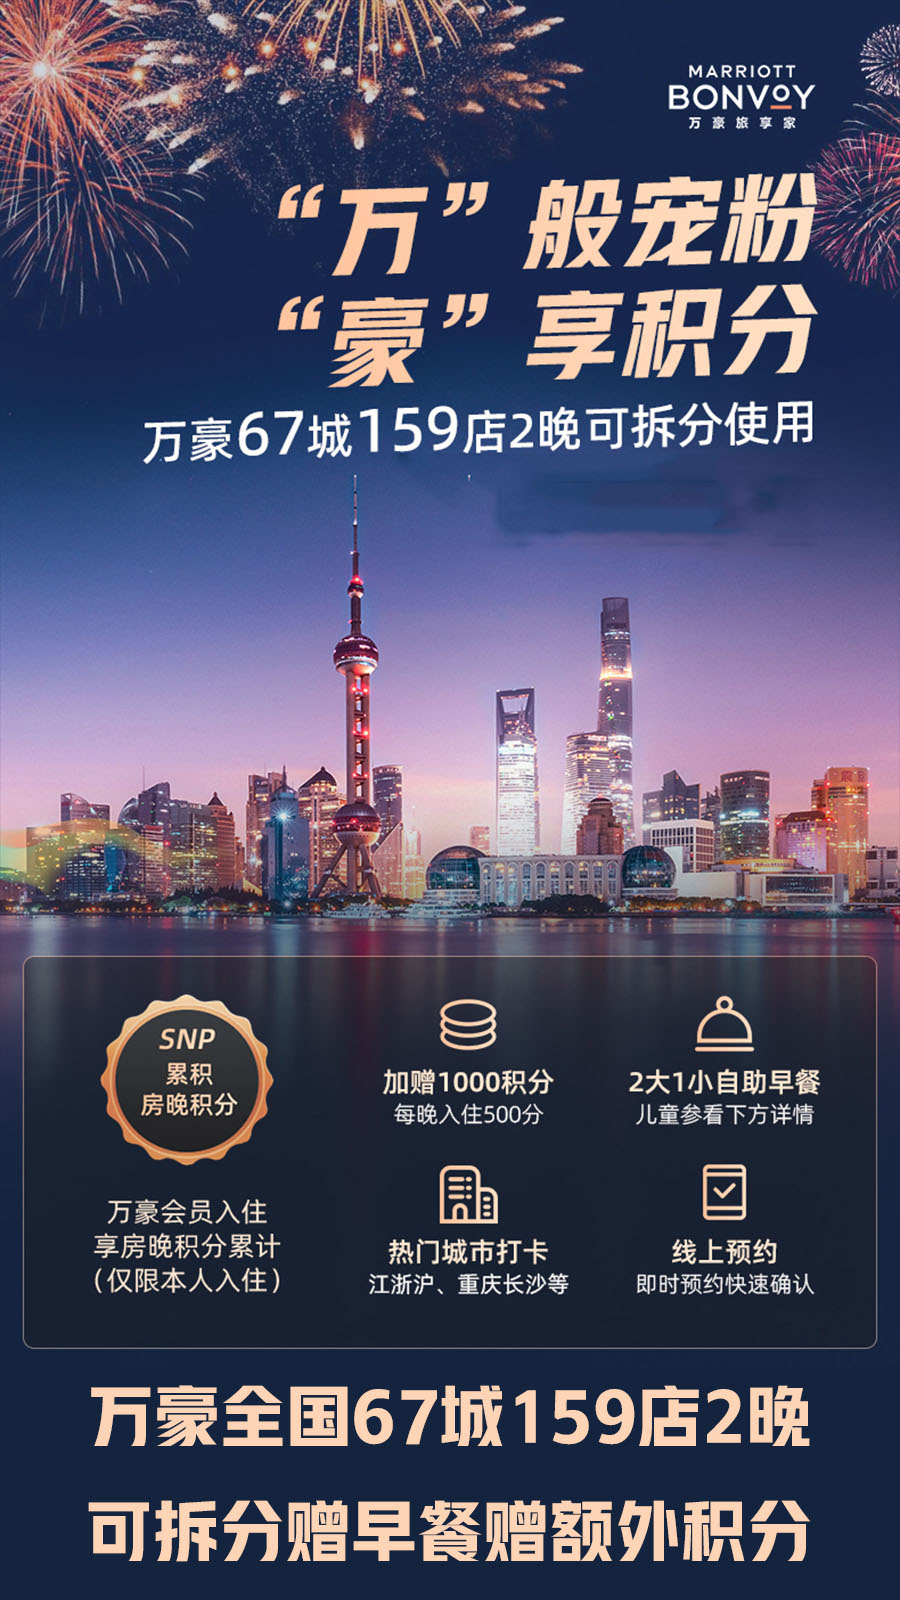 MARRIOTT
BONVOY
万豪旅享家
“万”般宠粉
“豪”享积分
万豪67城159店2晚可拆分使用
SNP
累积
房晚积分
万豪会员入住
享房晚积分累计
（仅限本人入住）
加赠1000积分
每晚入住500分
2大1小自助早餐
儿童参看下方详情
热门城市打卡
江浙沪、重庆长沙等
线上预约
即时预约快速确认
万豪全国67城159店2晚
可拆分赠早餐赠额外积分